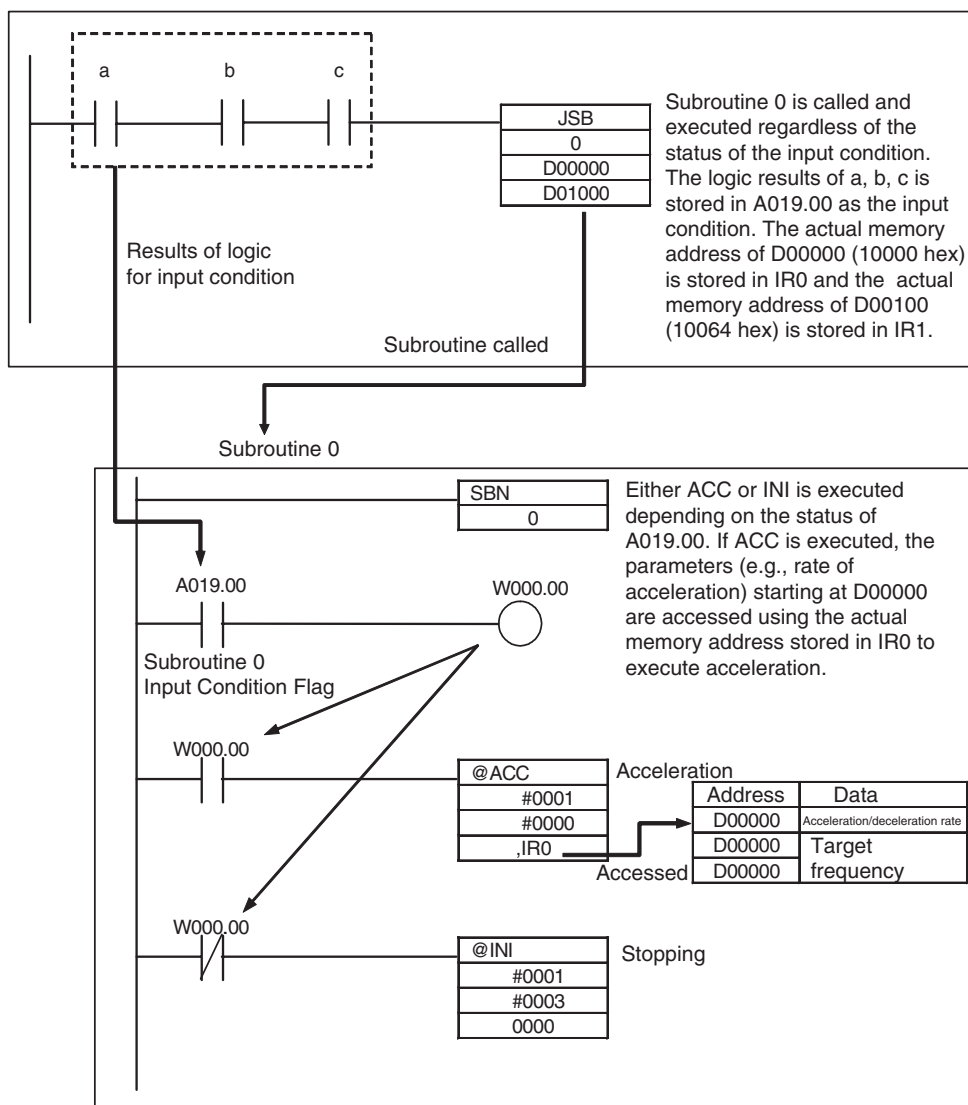 a
b
c
JSB
0
D00000
D01000
Subroutine 0 is called and
executed regardless of the
status of the input condition.
The logic results of a, b, c is
stored in A019.00 as the input
condition. The actual memory
address of D00000 (10000 hex)
is stored in IR0 and the actual
memory address of D00100
(10064 hex) is stored in IR1.
Results of logic
for input condition
Subroutine called
Subroutine 0
SBN
0
Either ACC or INI is executed
depending on the status of
A019.00. If ACC is executed, the
parameters (e.g., rate of
acceleration) starting at D00000
are accessed using the actual
memory address stored in IR0 to
execute acceleration.
A019.00
W000.00
Subroutine 0
Input Condition Flag
W000.00
@ACC
#0001
#0000
,IR0
Acceleration
Accessed
Address
Data
D00000
Acceleration/deceleration rate
D00000
Target
D00000
frequency
W000.00
@INI
#0001
#0003
0000
Stopping